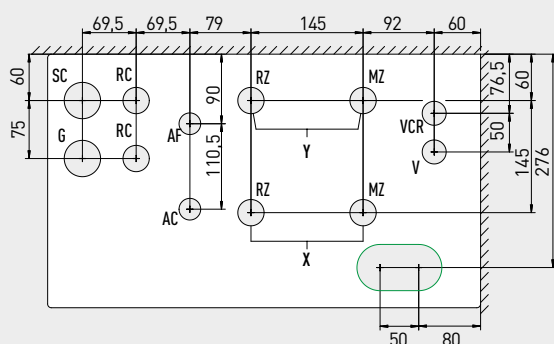 69,5 69,5 79 145 92 60
60 SC RC 90 RZ MZ 76,5 60
75 G RC AF 110,5 Y VCR V 50 145 276
AC RZ MZ
X
50 80